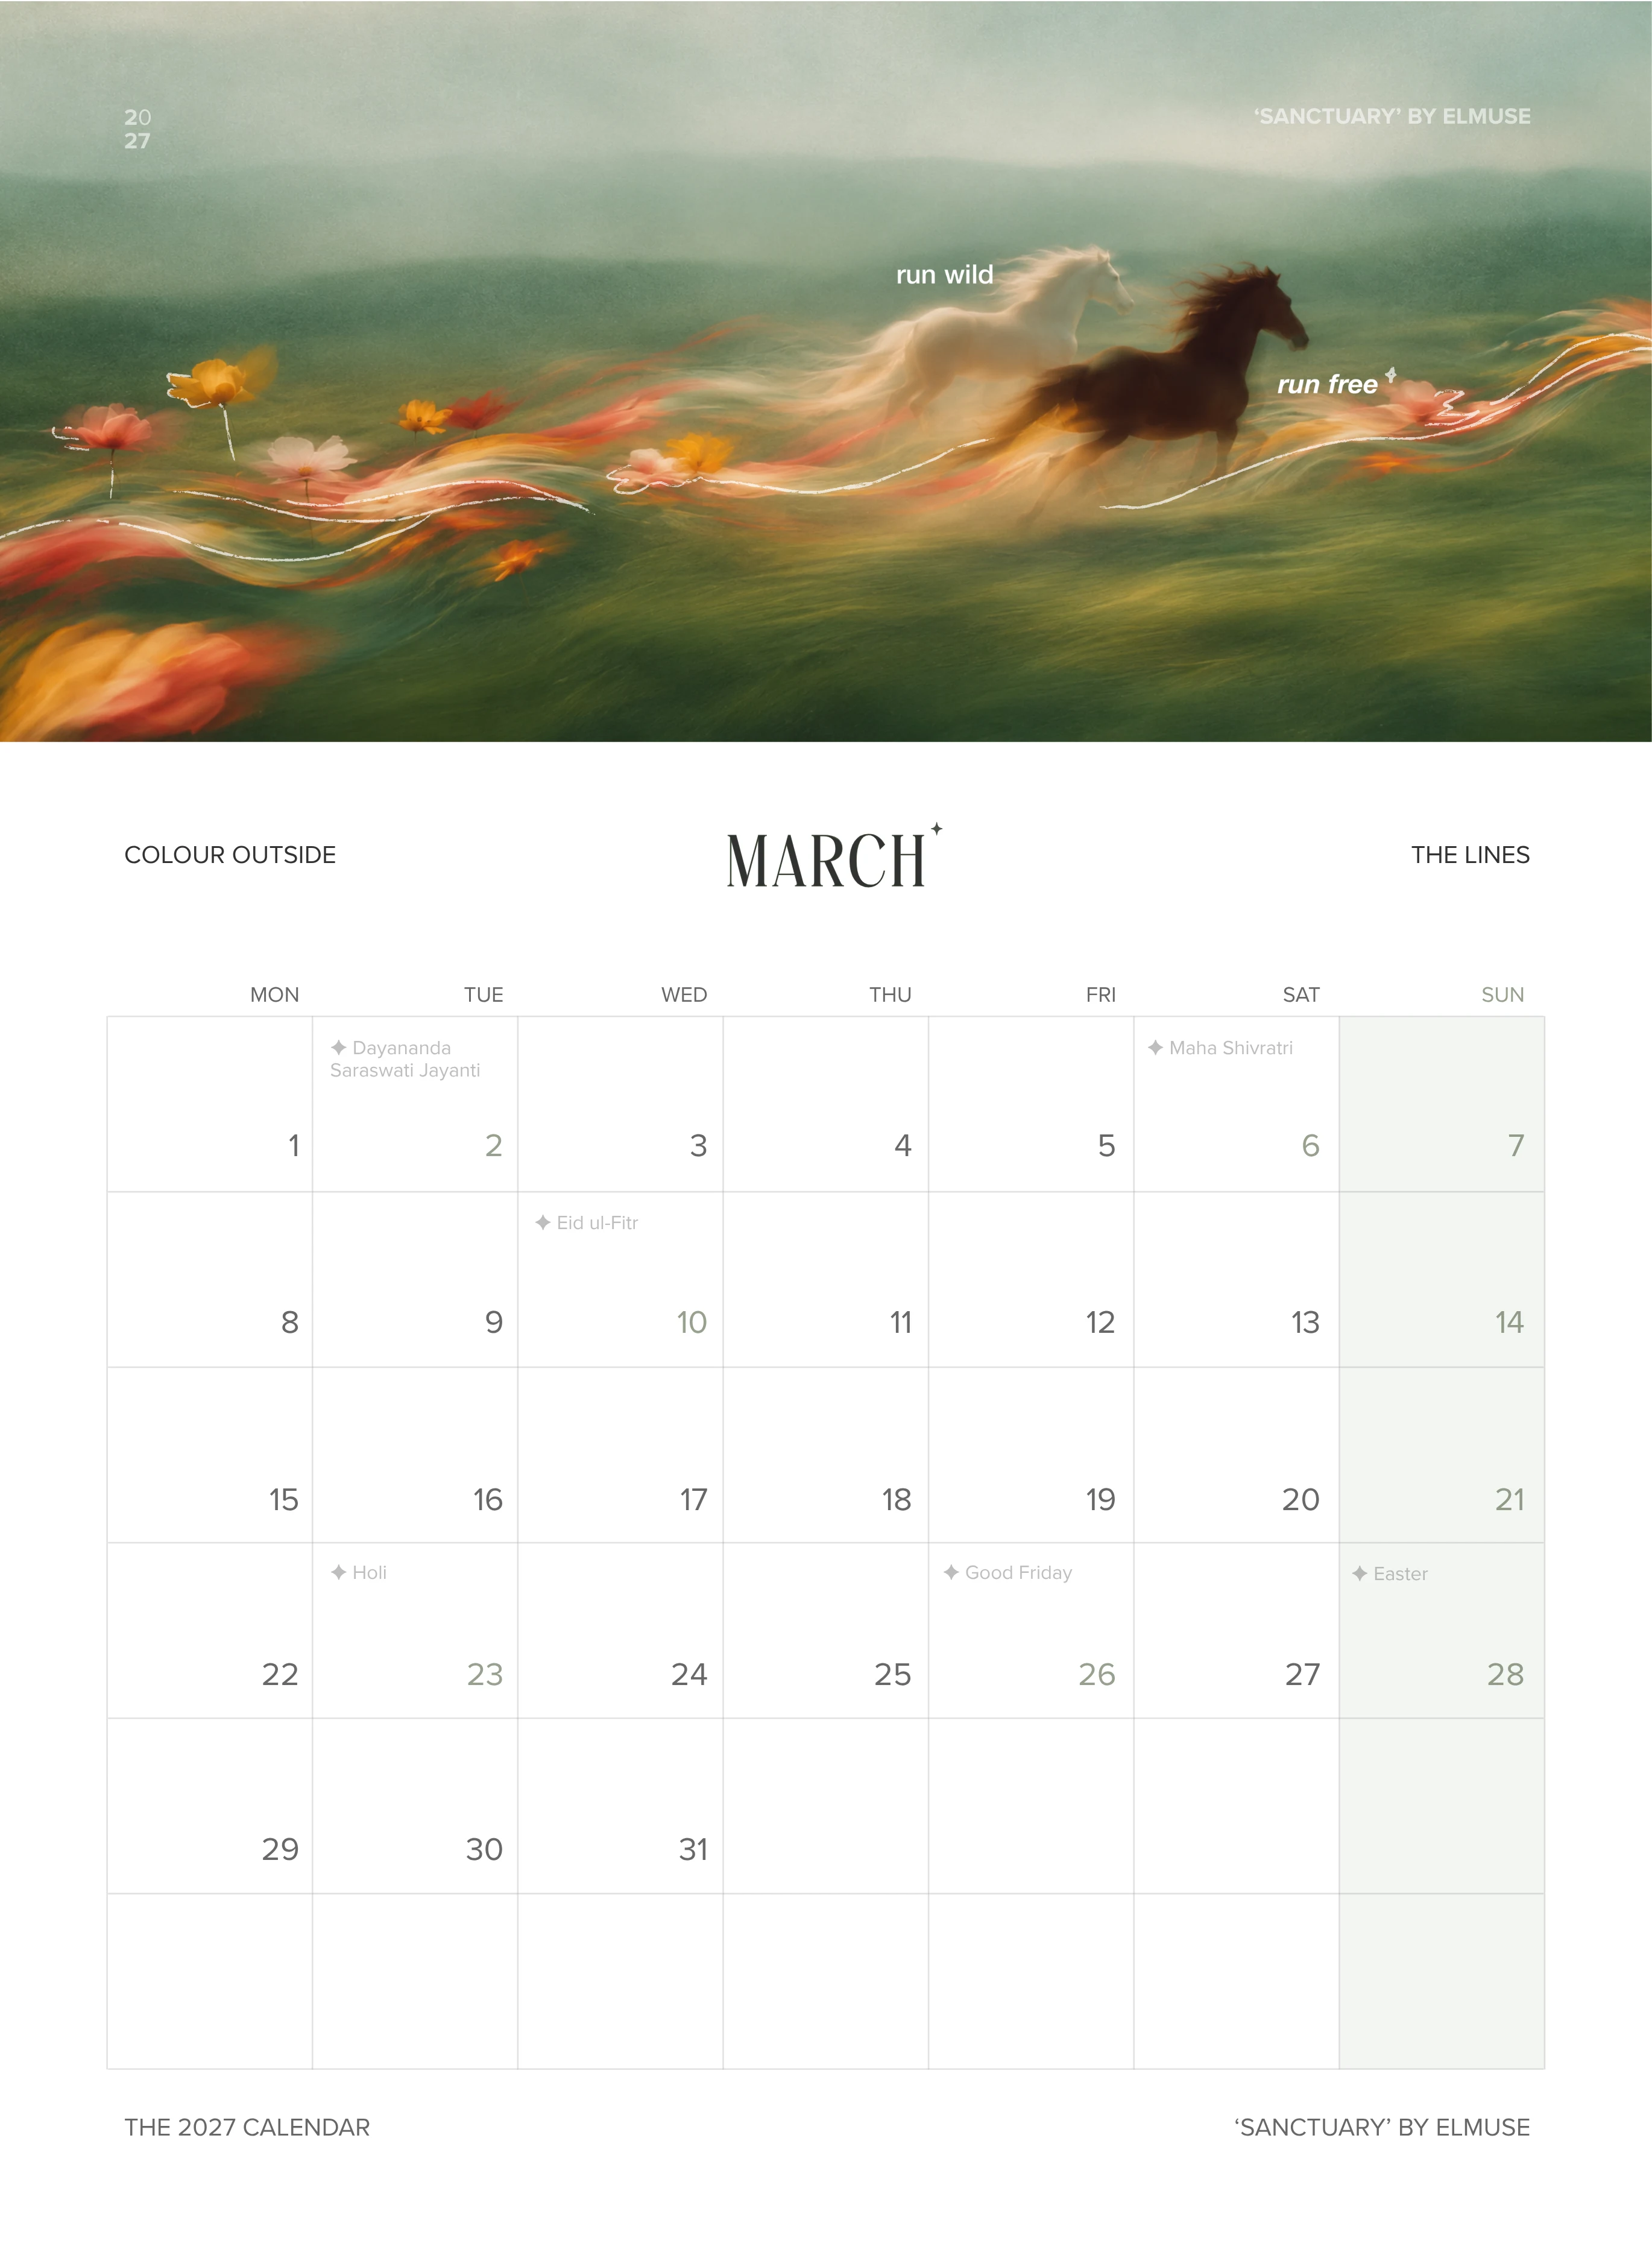 20
27
‘SANCTUARY’ BY ELMUSE
run wild
run free
COLOUR OUTSIDE
MARCH
THE LINES
MON TUE WED THU FRI SAT SUN
✦ Dayananda
Saraswati Jayanti
✦ Maha Shivratri
1 2 3 4 5 6 7
✦ Eid ul-Fitr
8 9 10 11 12 13 14
15 16 17 18 19 20 21
✦ Holi
✦ Good Friday
✦ Easter
22 23 24 25 26 27 28
29 30 31
THE 2027 CALENDAR
‘SANCTUARY’ BY ELMUSE